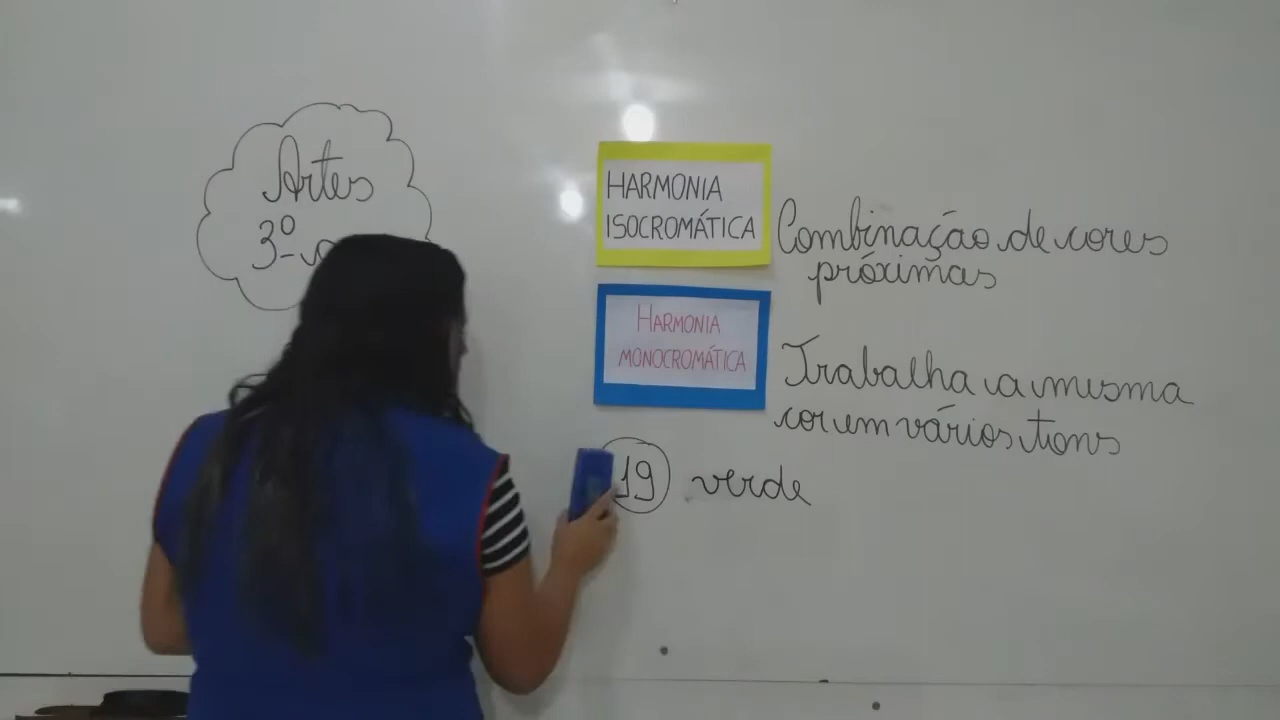 Artes
3º
HARMONIA
ISOCROMÁTICA
Combinação de cores
próximas
HARMONIA
MONOCROMÁTICA
Trabalha a mesma
cor em vários tons
19 verde